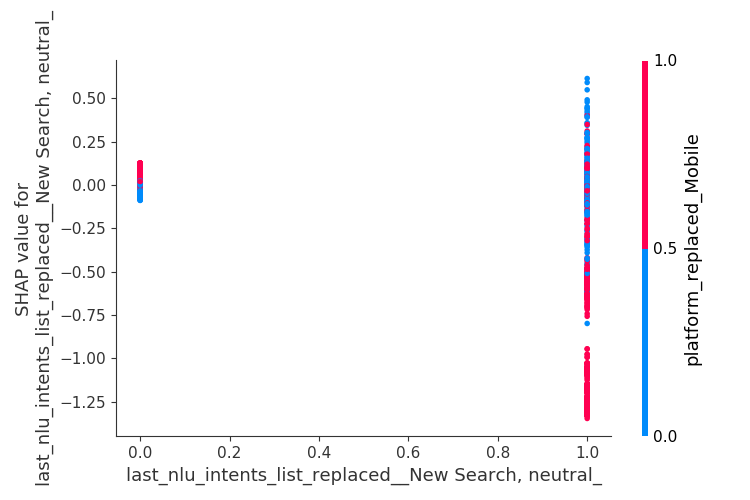 SHAP value for
last_nlu_intents_list_replaced__New Search, neutral_
0.50
0.25
0.00
−0.25
−0.50
−0.75
−1.00
−1.25
0.0 0.2 0.4 0.6 0.8 1.0
last_nlu_intents_list_replaced__New Search, neutral_
1.0
0.5
0.0
platform_replaced_Mobile